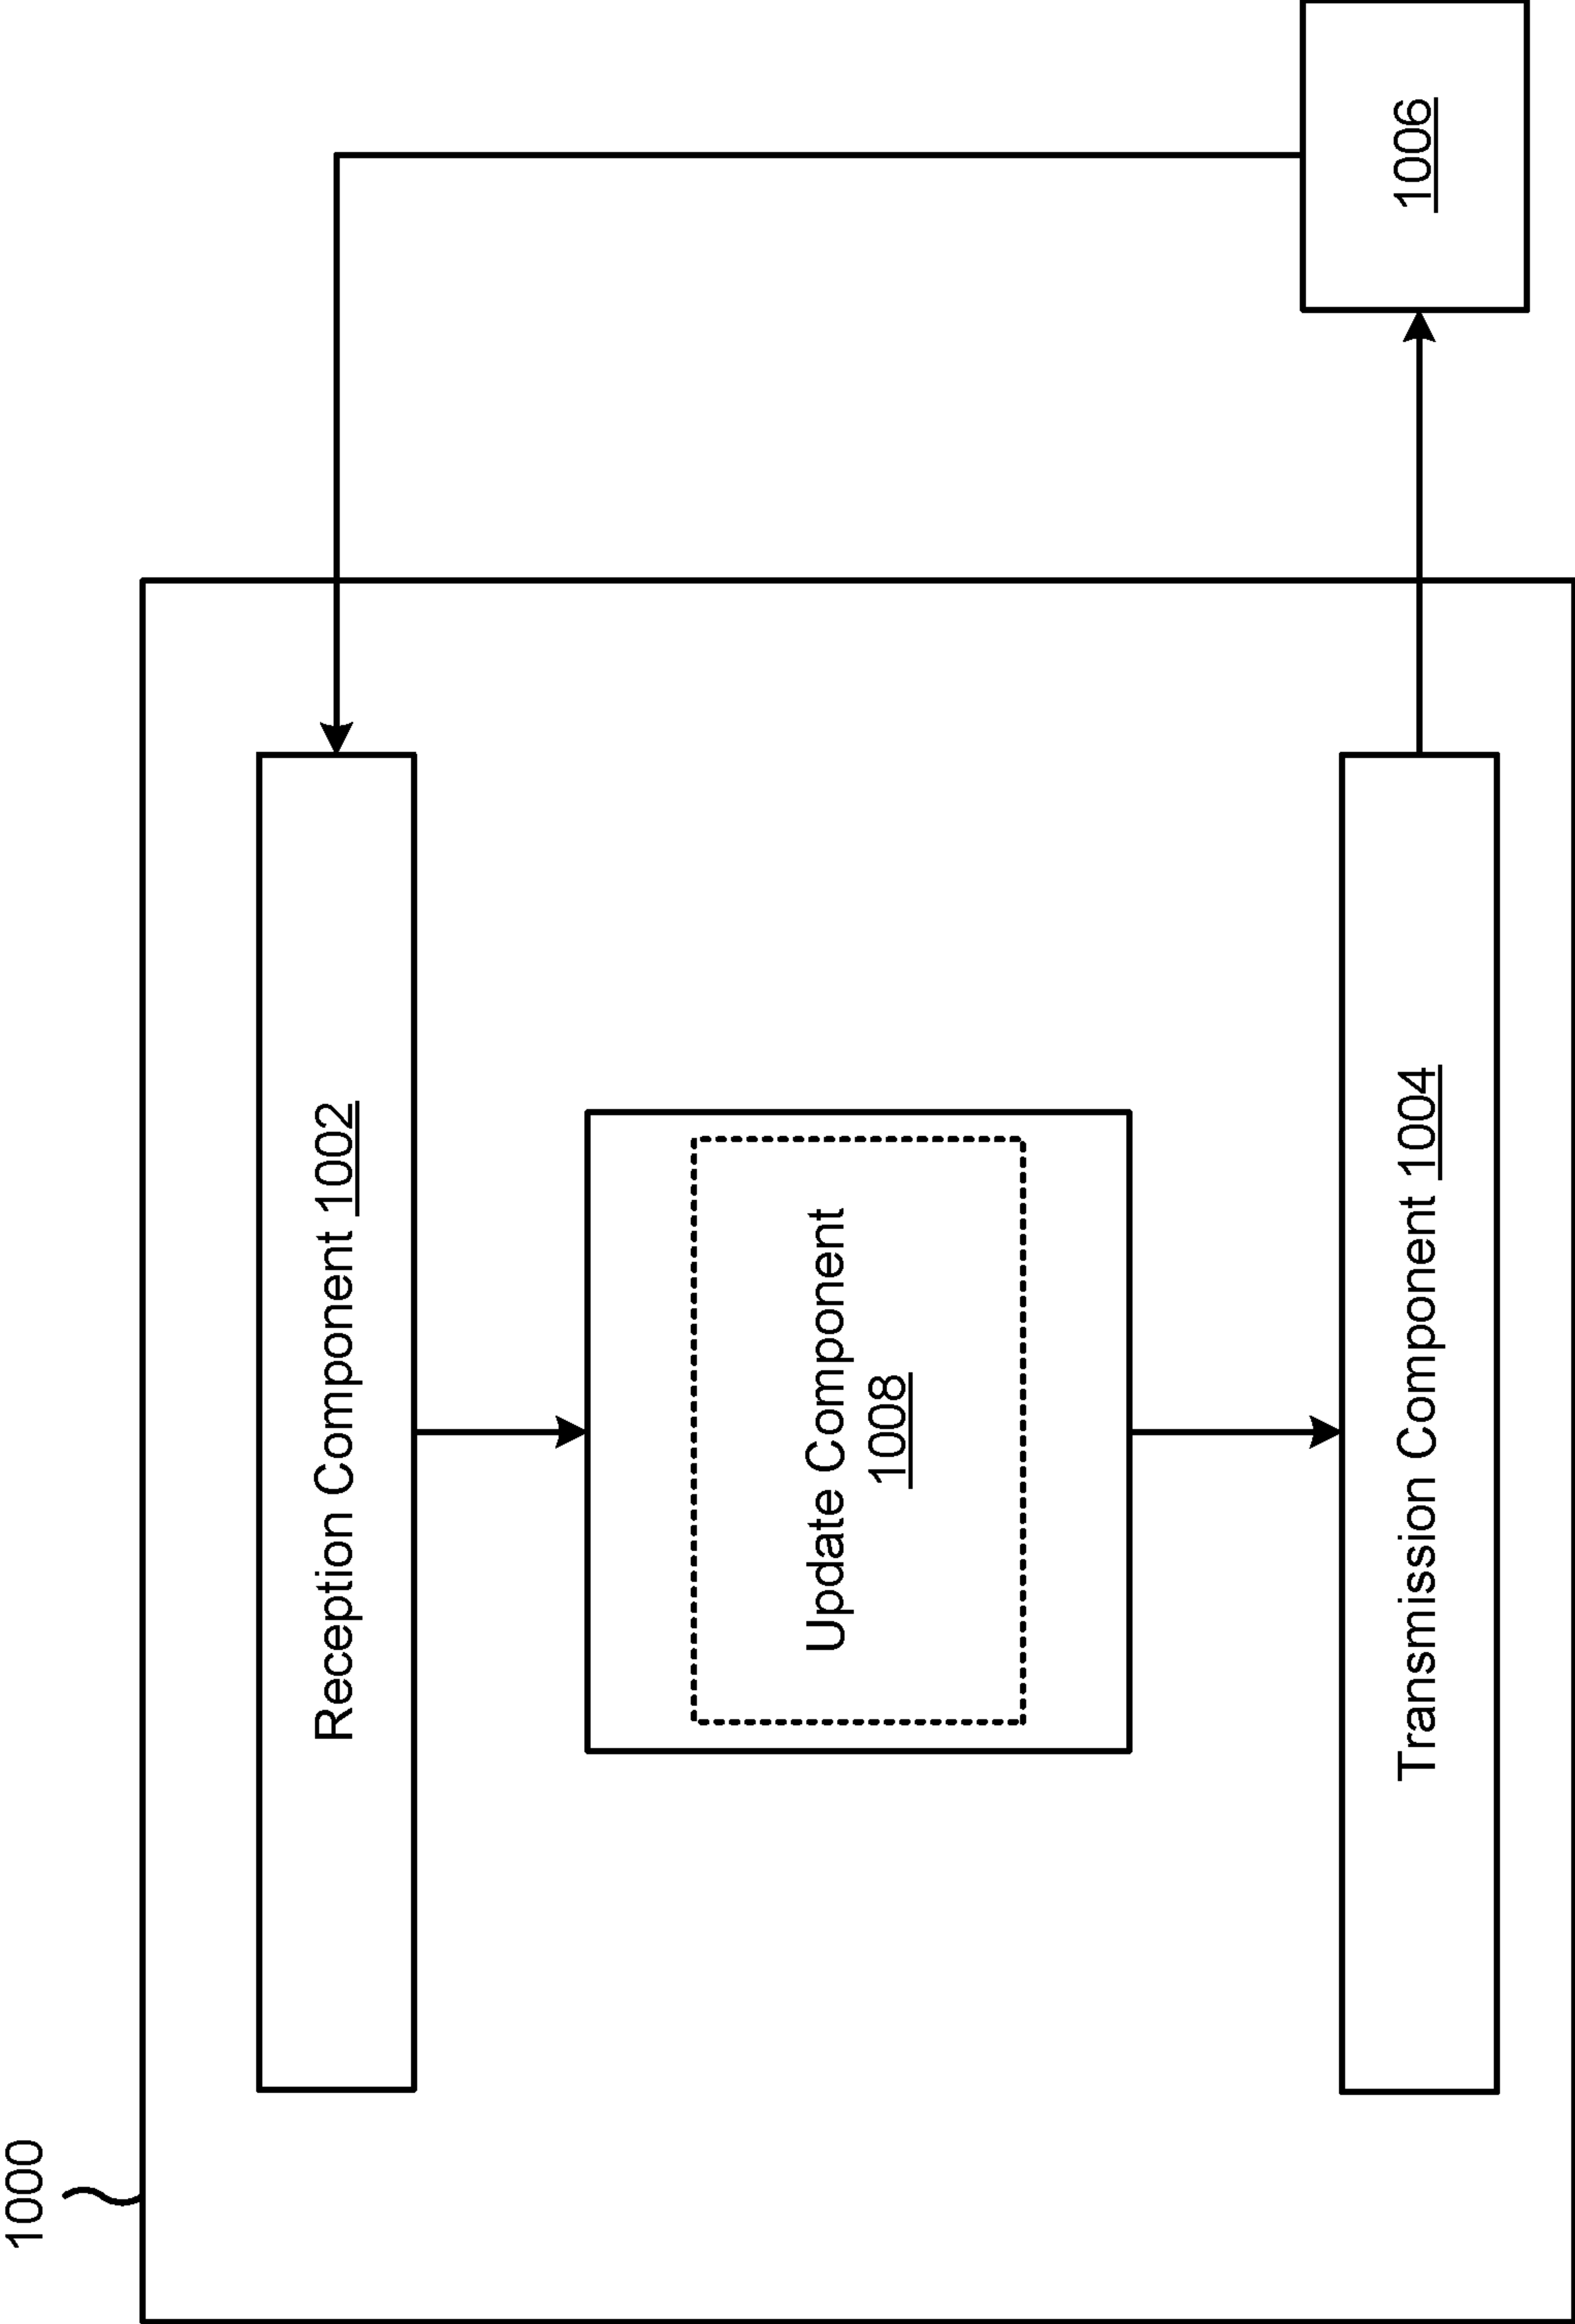 1000
Reception Component 1002
Update Component
1008
Transmission Component 1004
1006